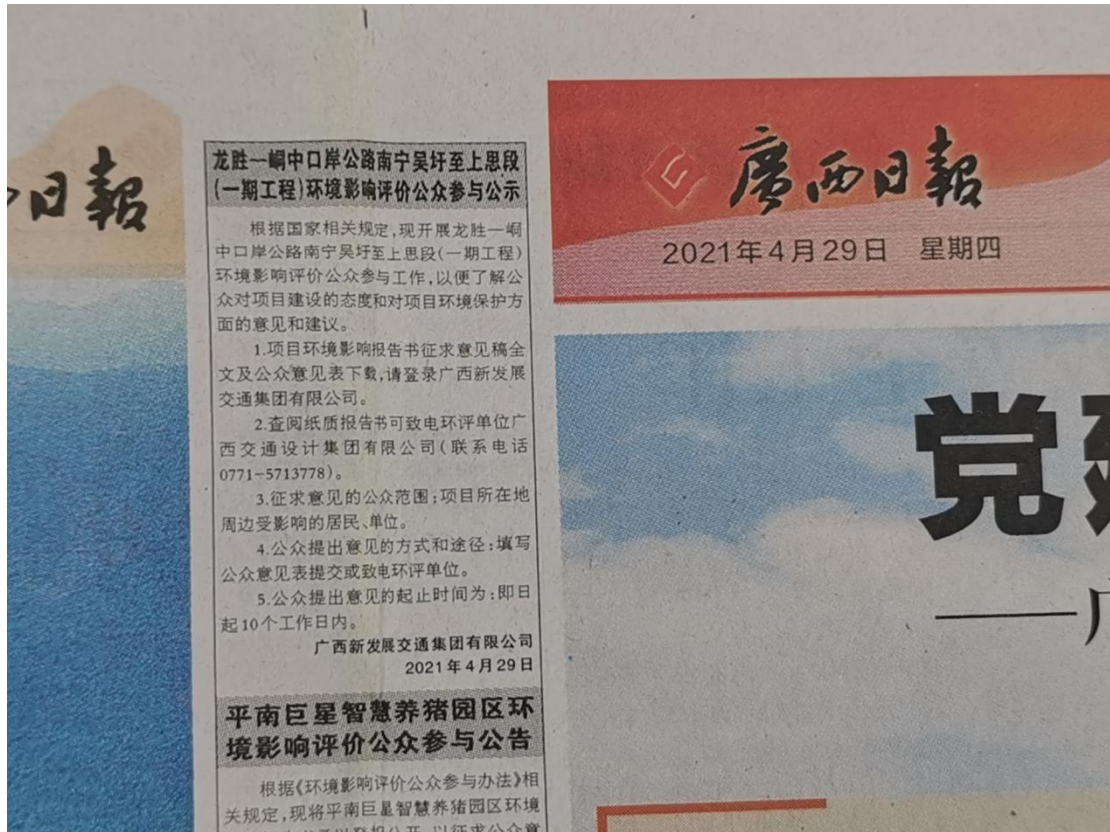 日報
龙胜—峒中口岸公路南宁吴圩至上思段
(一期工程)环境影响评价公众参与公示
根据国家相关规定,现开展龙胜—峒
中口岸公路南宁吴圩至上思段(一期工程)
环境影响评价公众参与工作,以便了解公
众对项目建设的态度和对项目环境保护方
面的意见和建议。
1.项目环境影响报告书征求意见稿全
文及公众意见表下载,请登录广西新发展
交通集团有限公司。
2.查阅纸质报告书可致电环评单位广
西交通设计集团有限公司(联系电话
0771-5713778)。
3.征求意见的公众范围:项目所在地
周边受影响的居民、单位。
4.公众提出意见的方式和途径:填写
公众意见表提交或致电环评单位。
5.公众提出意见的起止时间为:即日
起10个工作日内。
广西新发展交通集团有限公司
2021年4月29日
平南巨星智慧养猪园区环
境影响评价公众参与公告
根据《环境影响评价公众参与办法》相
关规定,现将平南巨星智慧养猪园区环境
廣西日報
2021年4月29日 星期四
党